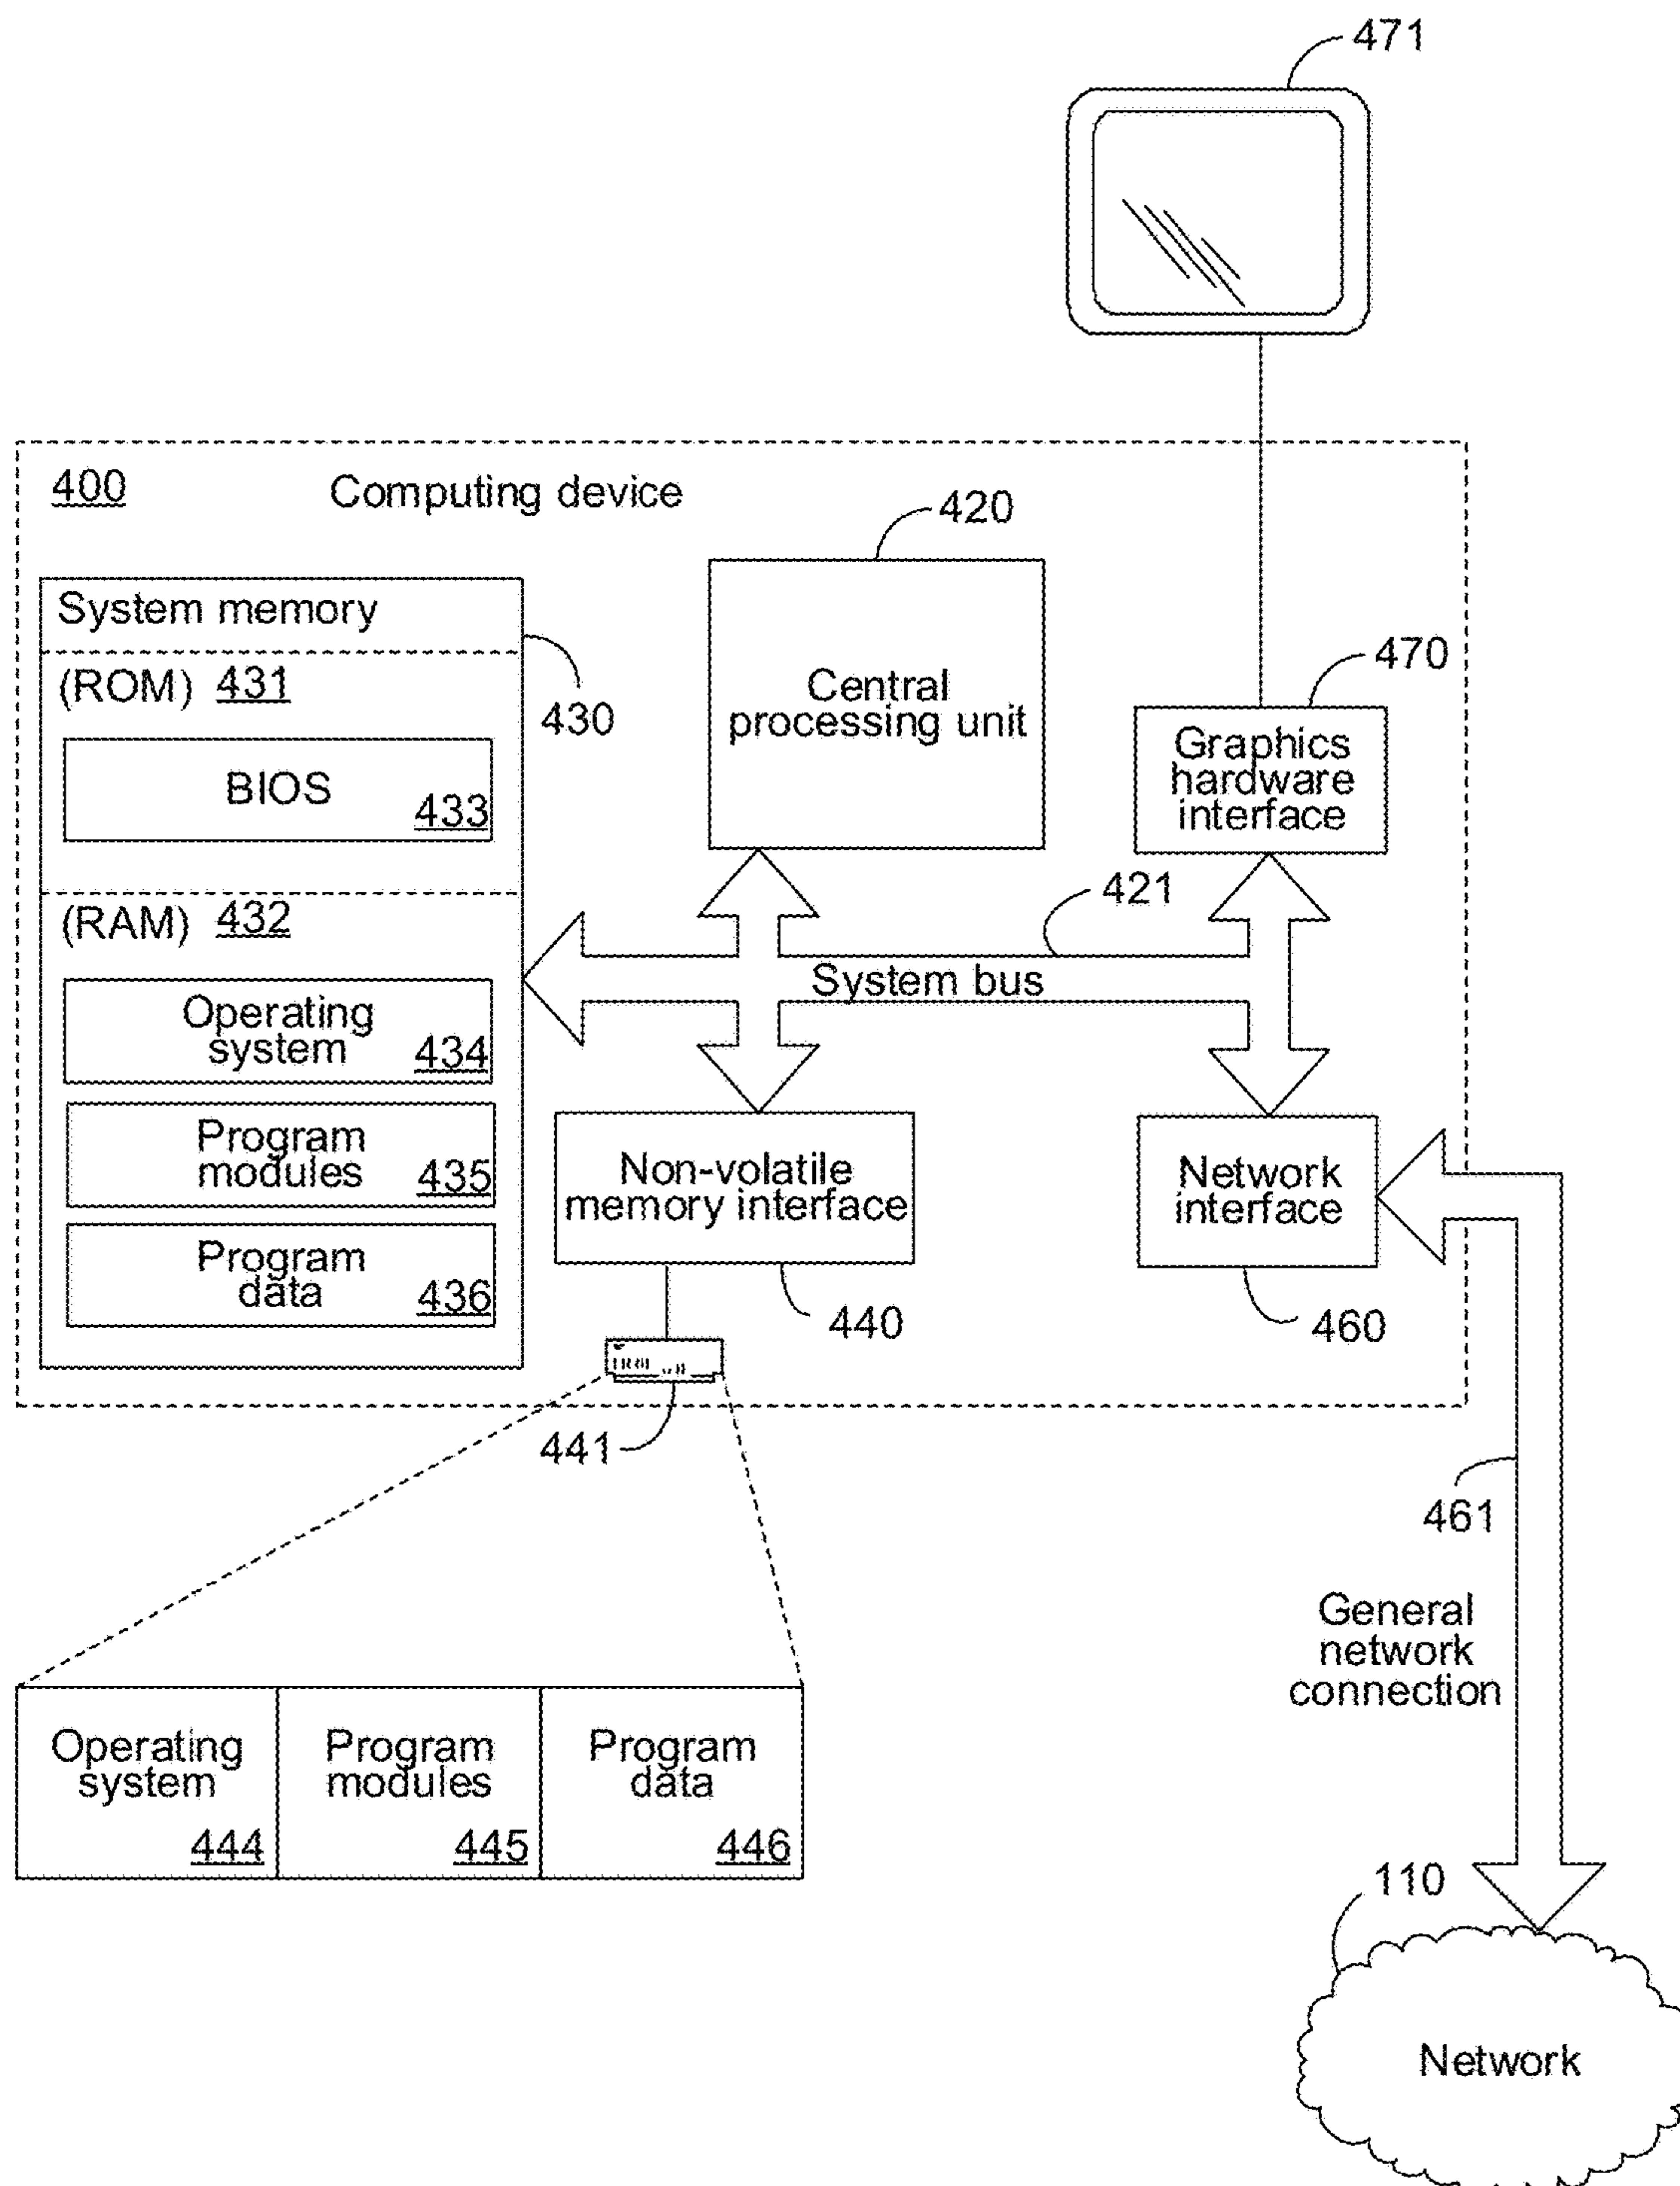 471
400
Computing device
420
System memory
(ROM) 431
430
BIOS
433
Central
processing unit
470
Graphics
hardware
interface
421
(RAM) 432
System bus
Operating
system
434
Program
modules
435
Program
data
436
Non-volatile
memory interface
440
Network
interface
460
441
461
General
network
connection
Operating
system
444
Program
modules
445
Program
data
446
110
Network